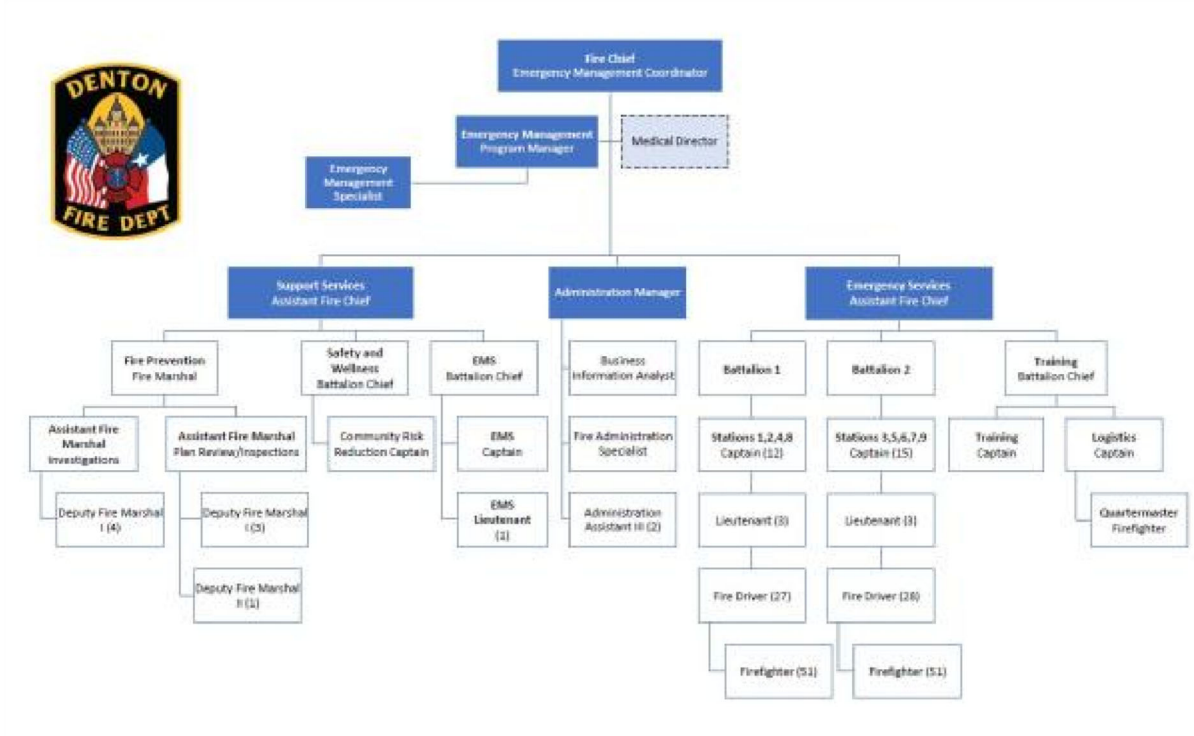 DENTON
FIRE DEPT
Fire Chief
Emergency Management Coordinator
Emergency Management
Program Manager
Medical Director
Emergency
Management
Specialist
Support Services
Assistant Fire Chief
Administration Manager
Emergency Services
Assistant Fire Chief
Fire Prevention
Fire Marshal
Safety and
Wellness
Battalion Chief
EMS
Battalion Chief
Business
Information Analyst
Battalion 1
Battalion 2
Training
Battalion Chief
Assistant Fire
Marshal
Investigations
Assistant Fire Marshal
Plan Review/Inspections
Community Risk
Reduction Captain
EMS
Captain
Fire Administration
Specialist
Stations 1,2,4,8
Captain (12)
Stations 3,5,6,7,9
Captain (15)
Training
Captain
Logistics
Captain
Deputy Fire Marshal
I (4)
Deputy Fire Marshal
I (3)
EMS
Lieutenant
(1)
Administration
Assistant III (2)
Lieutenant (3)
Lieutenant (3)
Quartermaster
Firefighter
Deputy Fire Marshal
II (1)
Fire Driver (27)
Fire Driver (28)
Firefighter (51)
Firefighter (51)